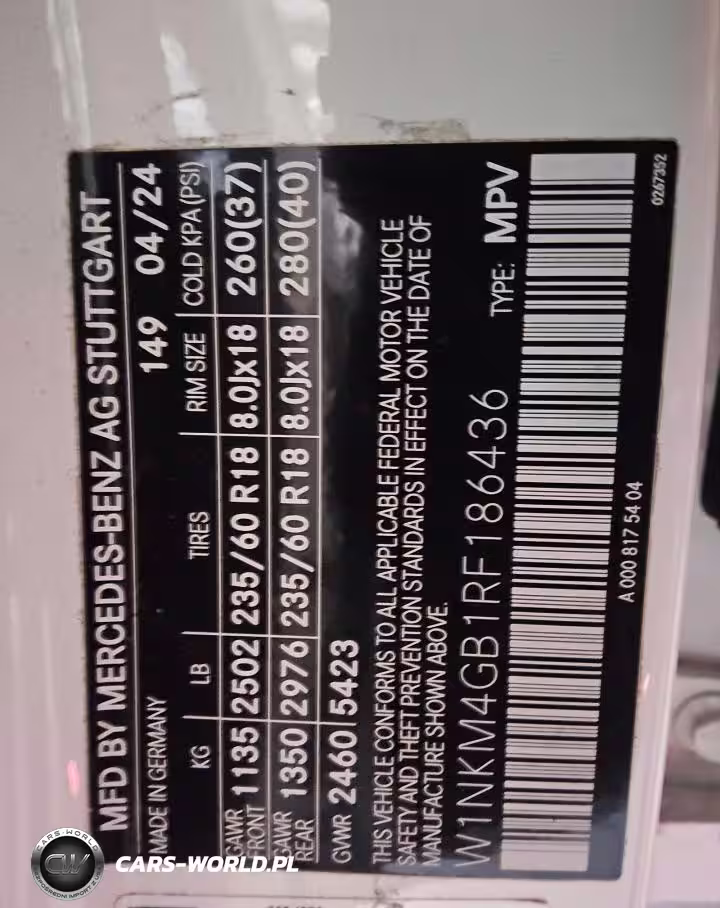 MFD BY MERCEDES-BENZ AG STUTTGART
MADE IN GERMANY 149 04/24
KG LB TIRES RIM SIZE COLD KPA (PSI)
GAWR FRONT 1135 2502 235/60 R18 8.0Jx18 260(37)
GAWR REAR 1350 2976 235/60 R18 8.0Jx18 280(40)
GVWR 2460 5423
THIS VEHICLE CONFORMS TO ALL APPLICABLE FEDERAL MOTOR VEHICLE
SAFETY AND THEFT PREVENTION STANDARDS IN EFFECT ON THE DATE OF
MANUFACTURE SHOWN ABOVE.
W1NKM4GB1RF186436 TYPE: MPV
A 000 817 54 04
0267352
CARS-WORLD
CW
CARS-WORLD.PL